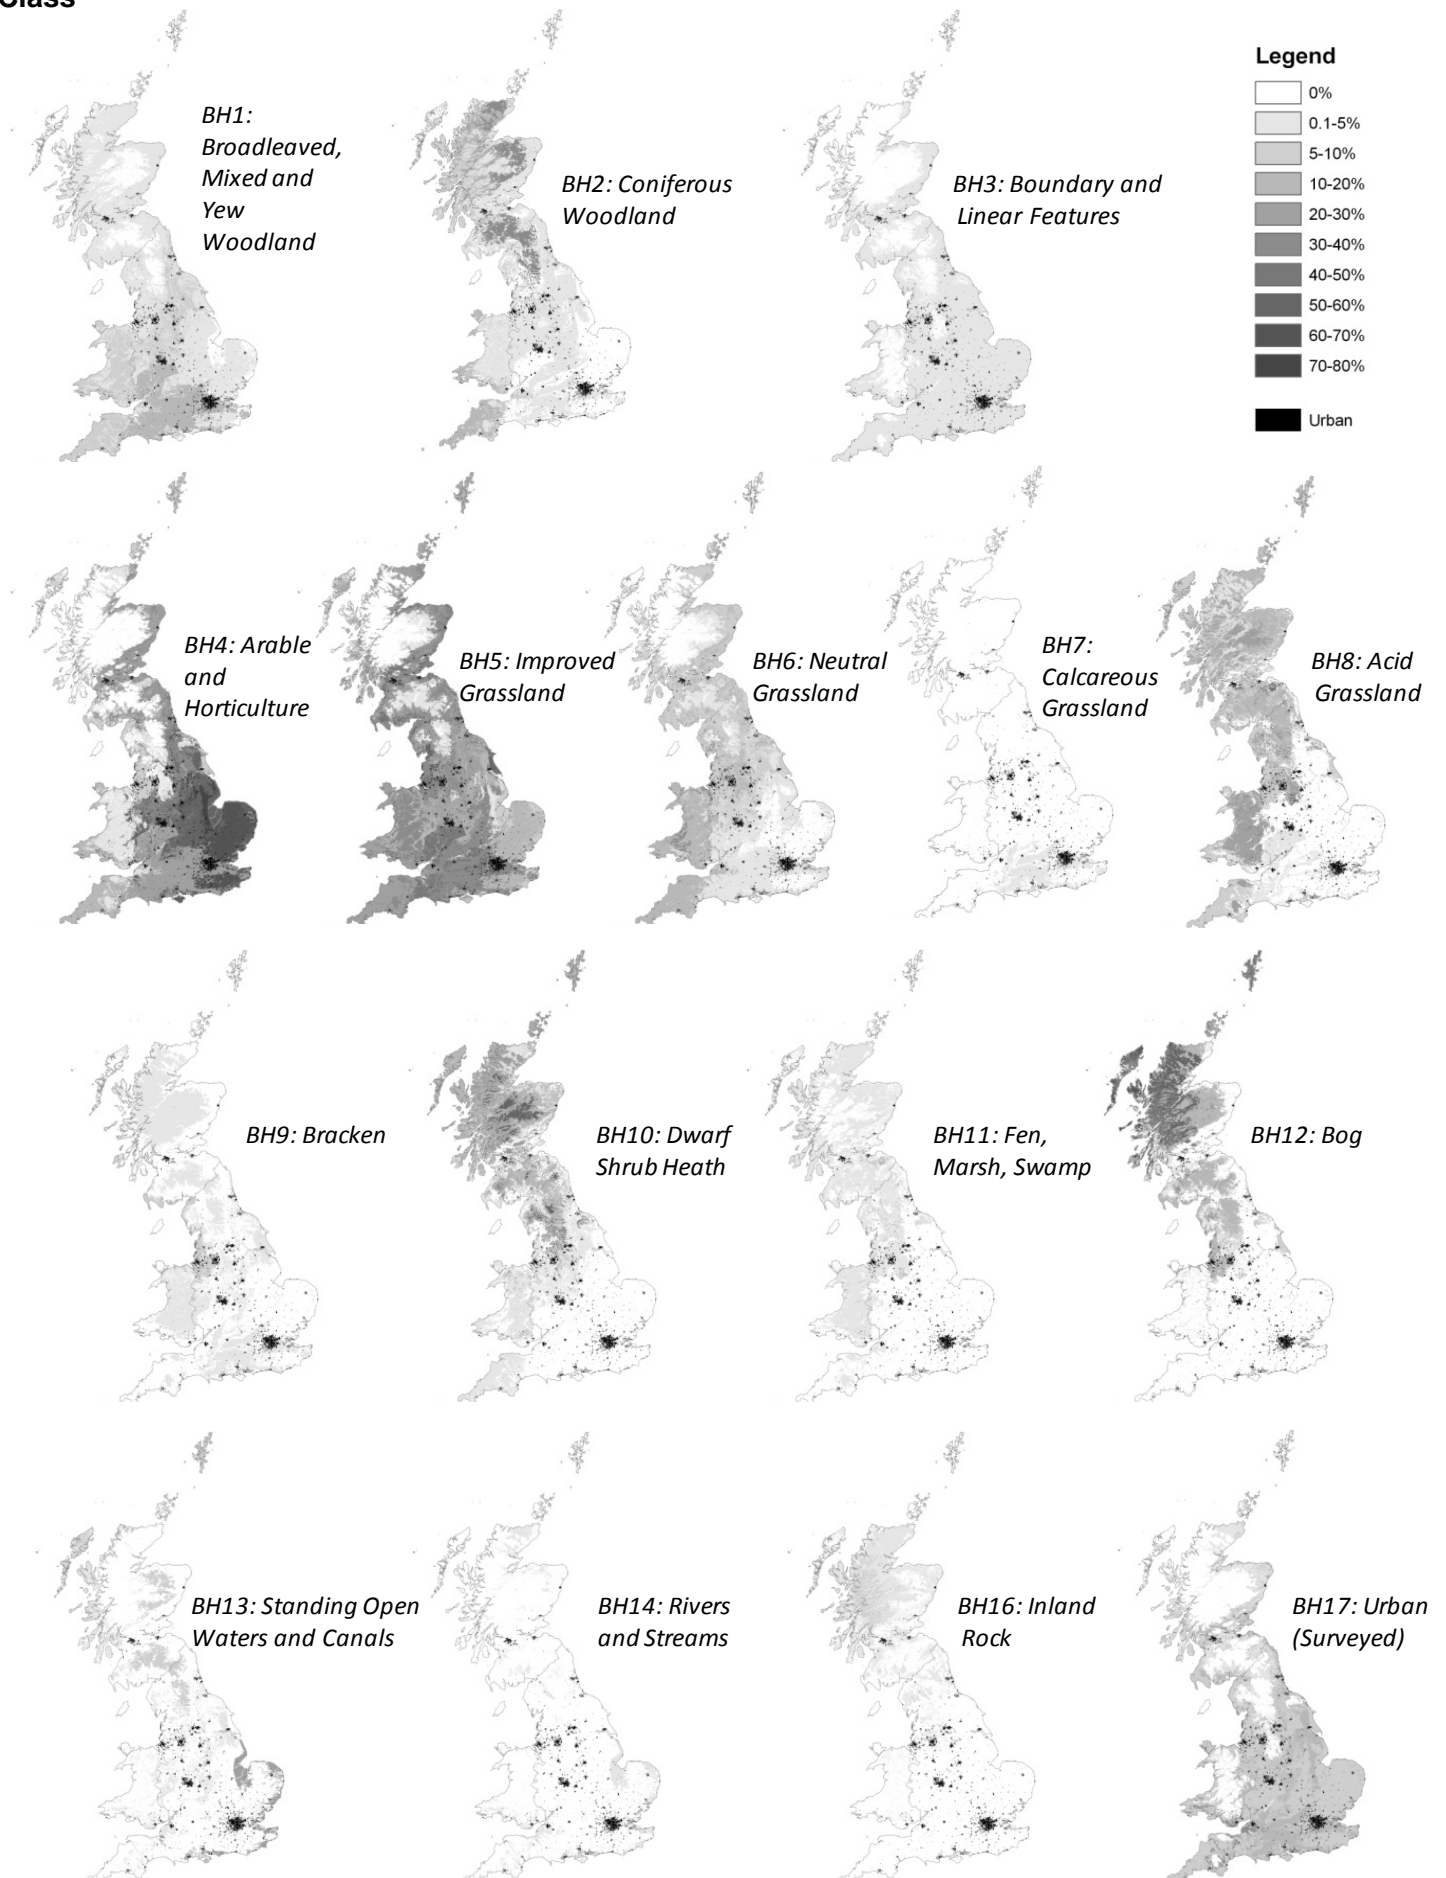 Class
BH1:
Broadleaved,
Mixed and
Yew
Woodland
BH2: Coniferous
Woodland
BH3: Boundary and
Linear Features
Legend
0%
0.1-5%
5-10%
10-20%
20-30%
30-40%
40-50%
50-60%
60-70%
70-80%
Urban
BH4: Arable
and
Horticulture
BH5: Improved
Grassland
BH6: Neutral
Grassland
BH7:
Calcareous
Grassland
BH8: Acid
Grassland
BH9: Bracken
BH10: Dwarf
Shrub Heath
BH11: Fen,
Marsh, Swamp
BH12: Bog
BH13: Standing Open
Waters and Canals
BH14: Rivers
and Streams
BH16: Inland
Rock
BH17: Urban
(Surveyed)